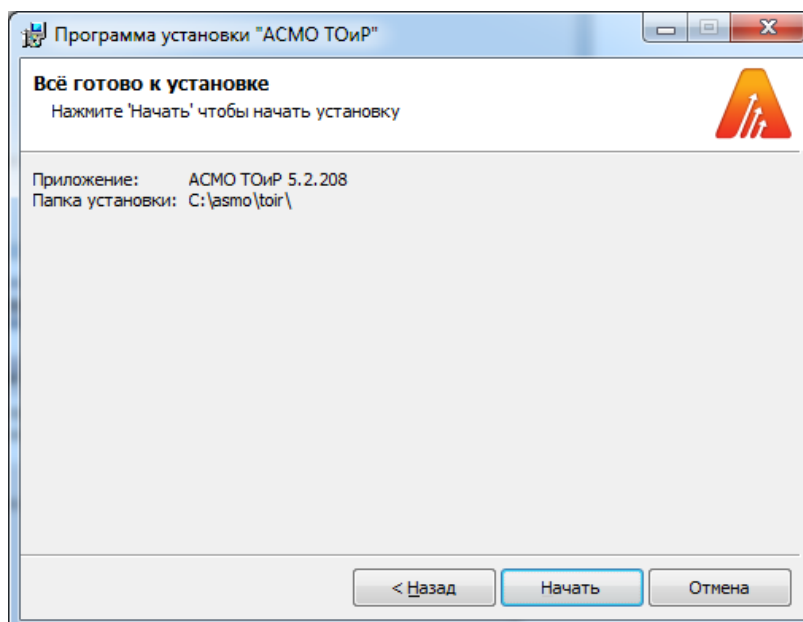 Программа установки "АСМО ТОиР"
Всё готово к установке
Нажмите 'Начать' чтобы начать установку
Приложение: АСМО ТОиР 5.2.208
Папка установки: C:\asmo\toir\
< Назад Начать Отмена